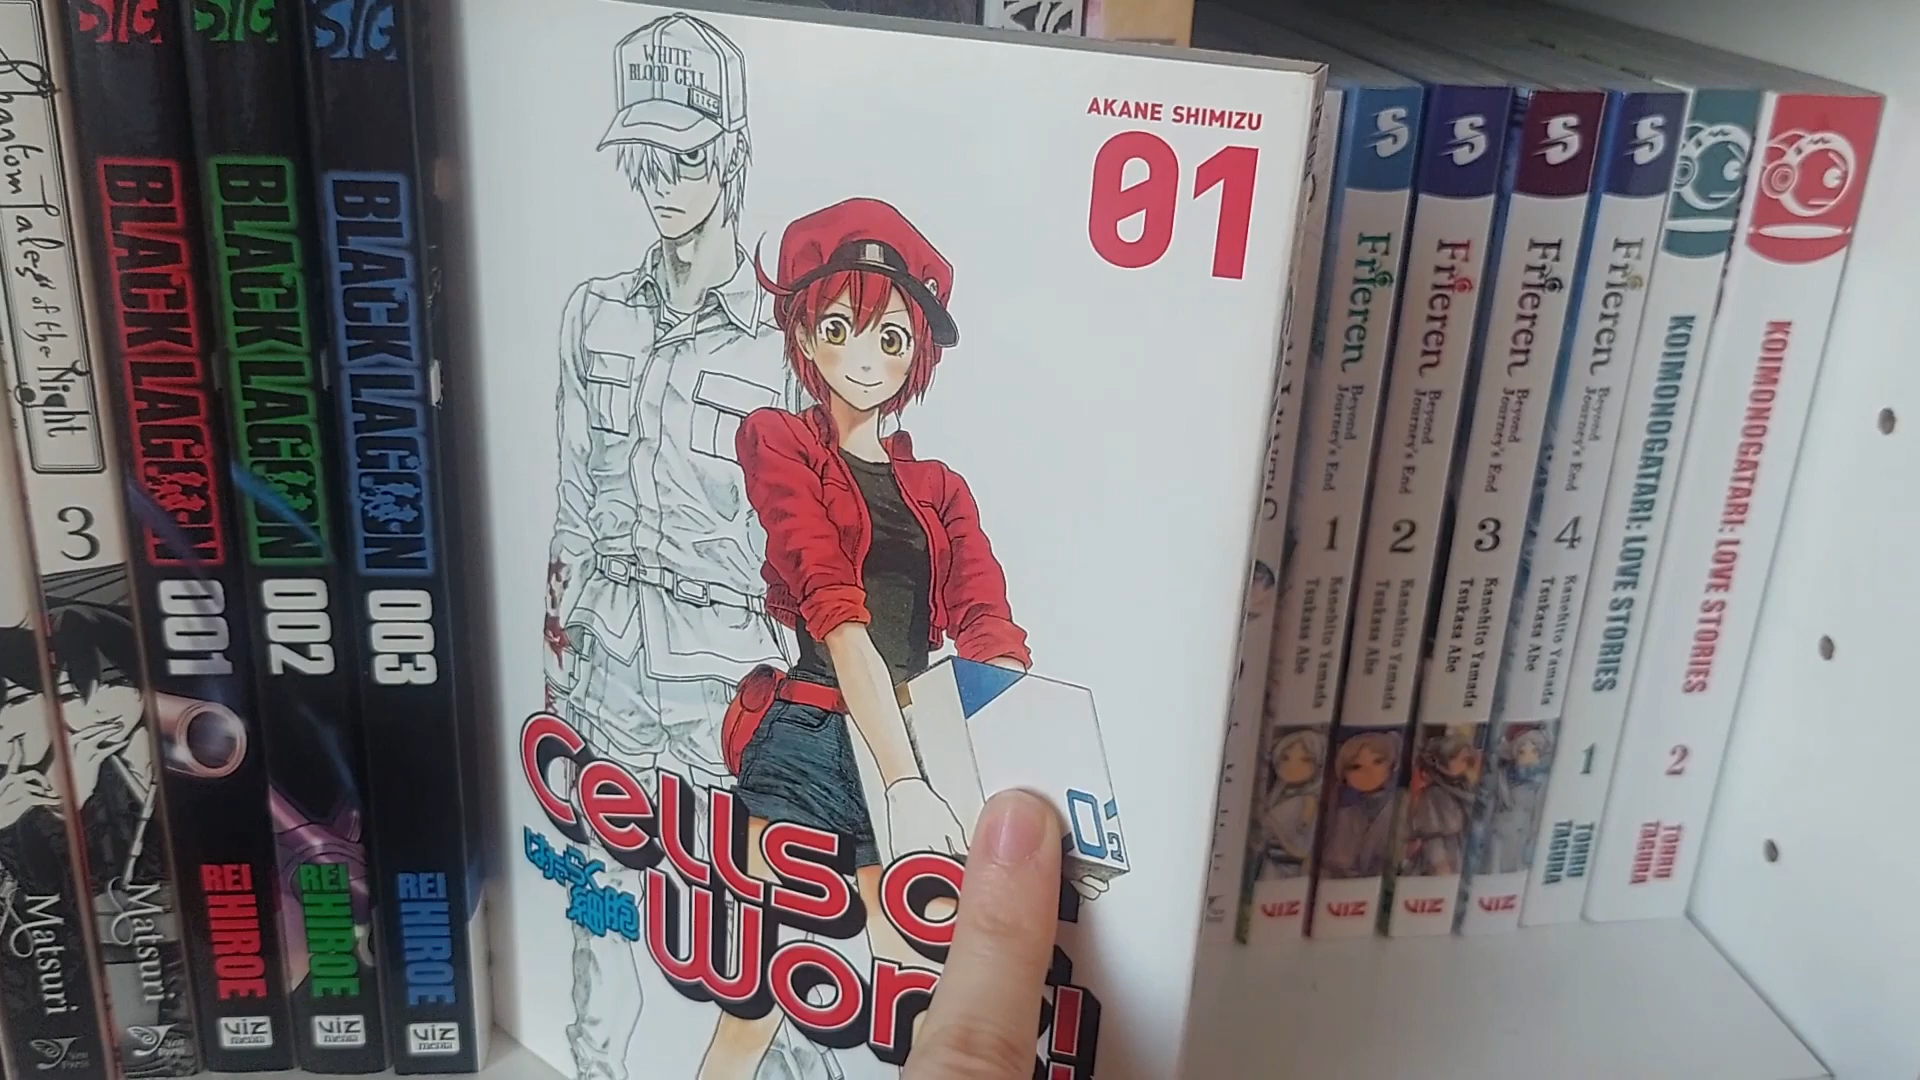 Phantom Tales of the Night
3
Matsuri
Matsuri
BLACK LAGOON
001
REI HIROE
VIZ media
BLACK LAGOON
002
REI HIROE
VIZ media
BLACK LAGOON
003
REI HIROE
VIZ media
WHITE
BLOOD CELL
AKANE SHIMIZU
01
Cells
はたらく
細胞
Frieren
Beyond
Journey's End
1
Kanehito Yamada
Tsukasa Abe
VIZ
Frieren
Beyond
Journey's End
2
Kanehito Yamada
Tsukasa Abe
VIZ
Frieren
Beyond
Journey's End
3
Kanehito Yamada
Tsukasa Abe
VIZ
Frieren
Beyond
Journey's End
4
Kanehito Yamada
Tsukasa Abe
VIZ
KOIMONOGATARI: LOVE STORIES
1
TOHRU
TAGURA
KOIMONOGATARI: LOVE STORIES
2
TOHRU
TAGURA